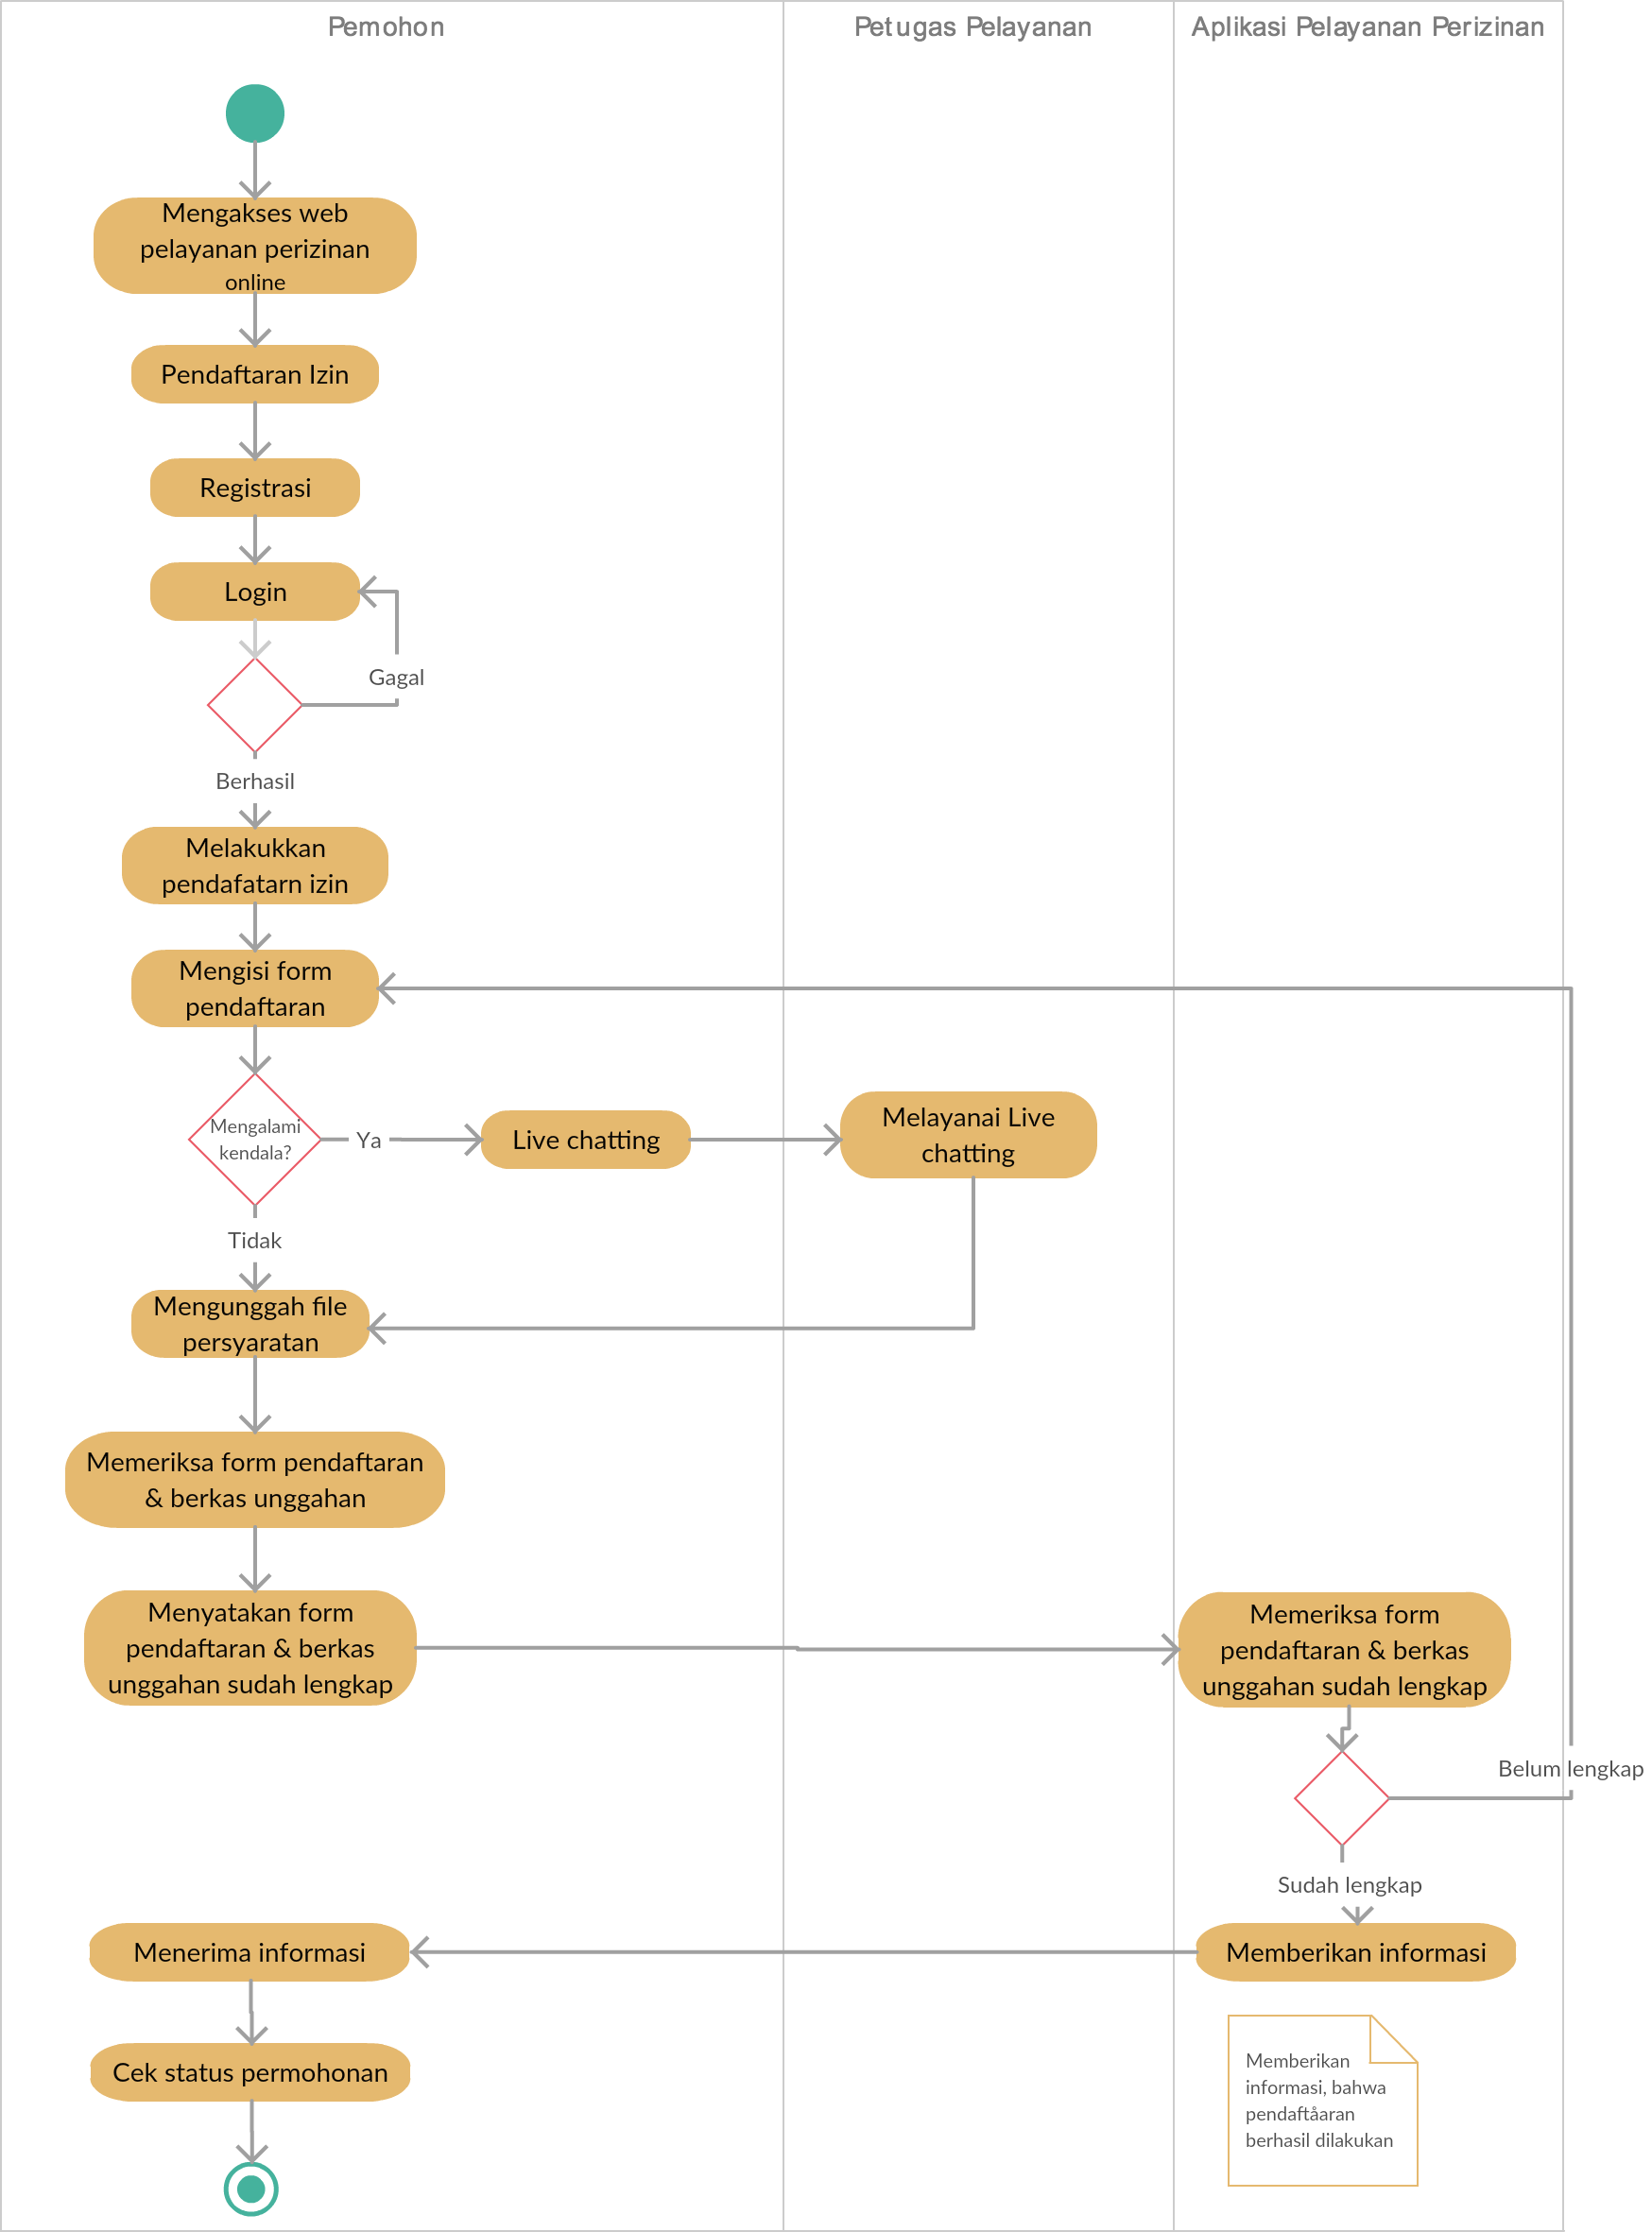 Pemohon
Petugas Pelayanan
Aplikasi Pelayanan Perizinan
Mengakses web
pelayanan perizinan
online
Pendaftaran Izin
Registrasi
Login
Gagal
Berhasil
Melakukkan
pendafatarn izin
Mengisi form
pendaftaran
Mengalami
kendala?
Ya
Live chatting
Melayanai Live
chatting
Tidak
Mengunggah file
persyaratan
Memeriksa form pendaftaran
& berkas unggahan
Menyatakan form
pendaftaran & berkas
unggahan sudah lengkap
Memeriksa form
pendaftaran & berkas
unggahan sudah lengkap
Belum lengkap
Sudah lengkap
Menerima informasi
Memberikan informasi
Cek status permohonan
Memberikan
informasi, bahwa
pendaftåaran
berhasil dilakukan